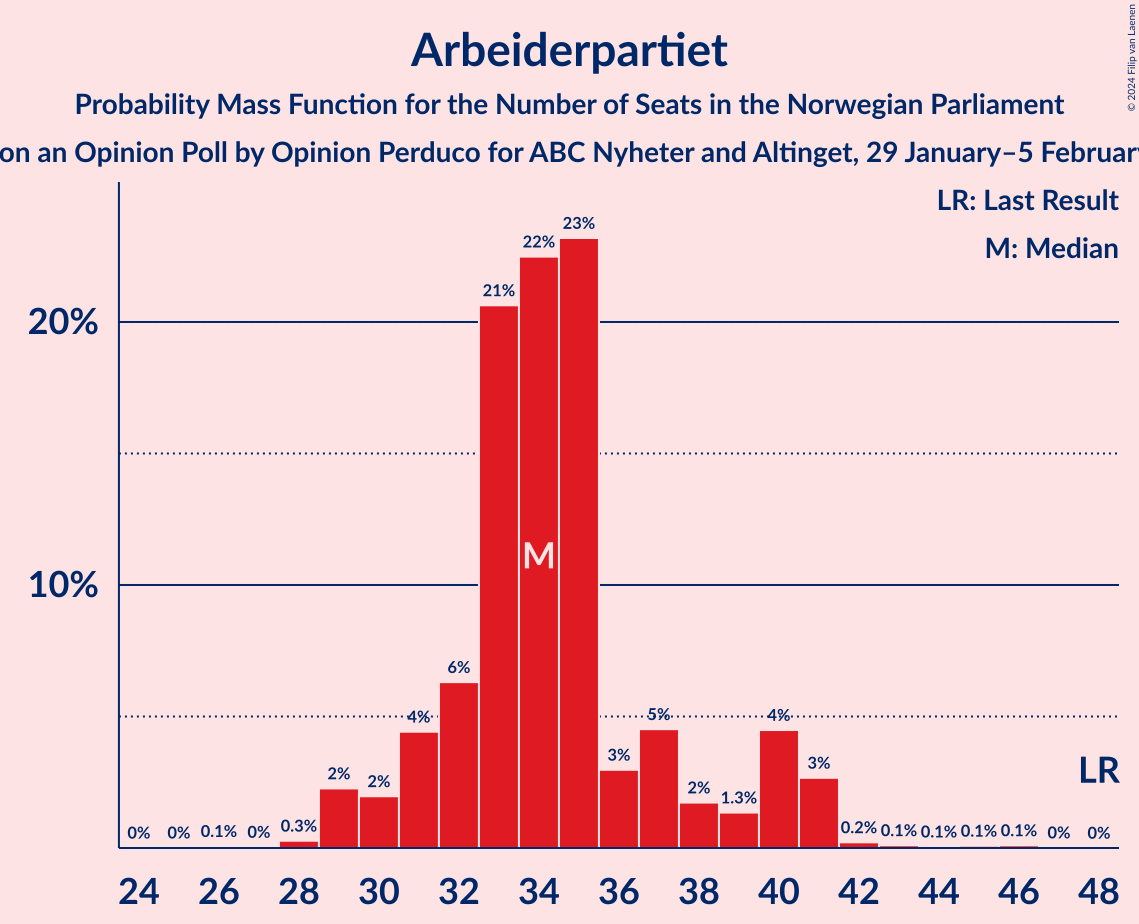 © 2024 Filip van Laenen
Arbeiderpartiet
Probability Mass Function for the Number of Seats in the Norwegian Parliament
on an Opinion Poll by Opinion Perduco for ABC Nyheter and Altinget, 29 January–5 February
LR: Last Result
M: Median
20%
10%
0% 0% 0.1% 0% 0.3% 2% 2% 4% 6% 21% 22% 23% 3% 5% 2% 1.3% 4% 3% 0.2% 0.1% 0.1% 0.1% 0.1% 0% 0%
M
LR
24 26 28 30 32 34 36 38 40 42 44 46 48